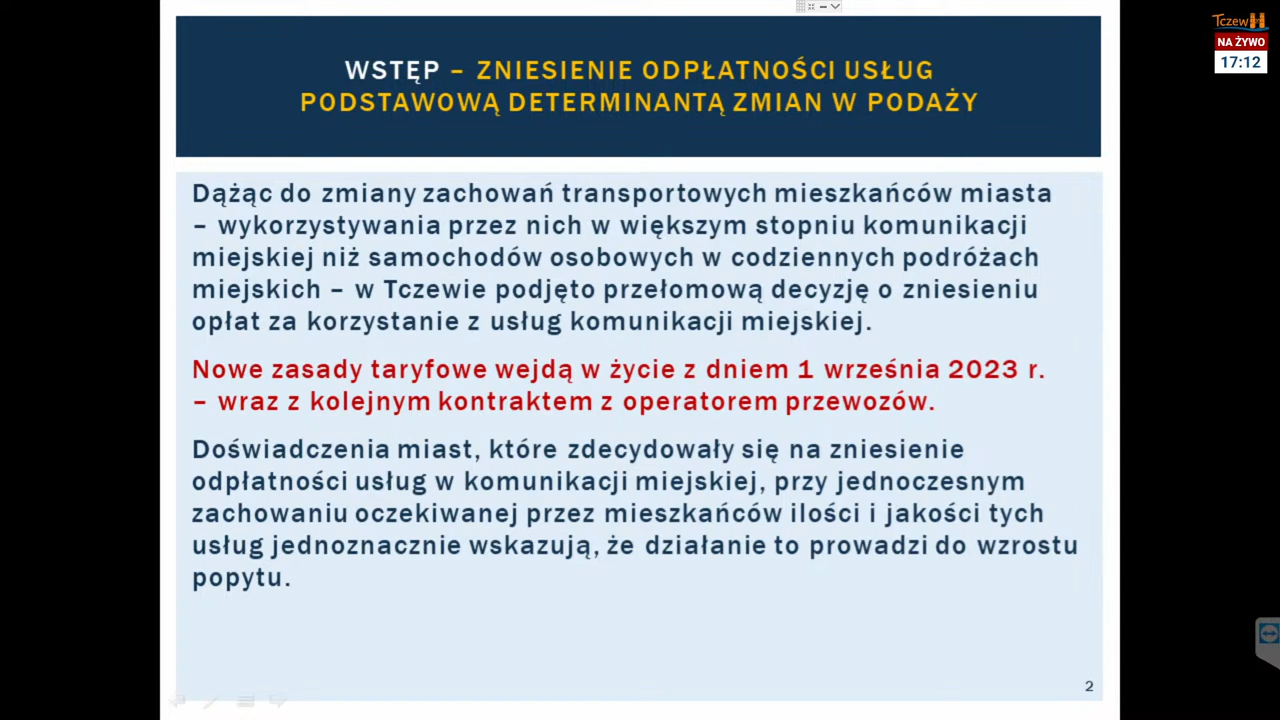 WSTĘP – ZNIESIENIE ODPŁATNOŚCI USŁUG
PODSTAWOWĄ DETERMINANTĄ ZMIAN W PODAŻY
Dążąc do zmiany zachowań transportowych mieszkańców miasta
– wykorzystywania przez nich w większym stopniu komunikacji
miejskiej niż samochodów osobowych w codziennych podróżach
miejskich – w Tczewie podjęto przełomową decyzję o zniesieniu
opłat za korzystanie z usług komunikacji miejskiej.
Nowe zasady taryfowe wejdą w życie z dniem 1 września 2023 r.
– wraz z kolejnym kontraktem z operatorem przewozów.
Doświadczenia miast, które zdecydowały się na zniesienie
odpłatności usług w komunikacji miejskiej, przy jednoczesnym
zachowaniu oczekiwanej przez mieszkańców ilości i jakości tych
usług jednoznacznie wskazują, że działanie to prowadzi do wzrostu
popytu.
2
Tczew
NA ŻYWO
17:12